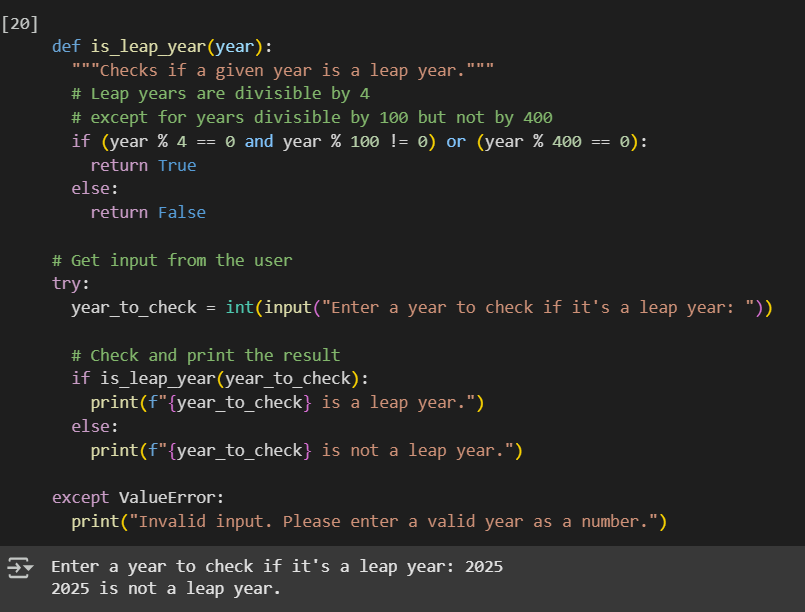 [20]
def is_leap_year(year):
"""Checks if a given year is a leap year."""
# Leap years are divisible by 4
# except for years divisible by 100 but not by 400
if (year % 4 == 0 and year % 100 != 0) or (year % 400 == 0):
return True
else:
return False
# Get input from the user
try:
year_to_check = int(input("Enter a year to check if it's a leap year: "))
# Check and print the result
if is_leap_year(year_to_check):
print(f"{year_to_check} is a leap year.")
else:
print(f"{year_to_check} is not a leap year.")
except ValueError:
print("Invalid input. Please enter a valid year as a number.")
Enter a year to check if it's a leap year: 2025
2025 is not a leap year.